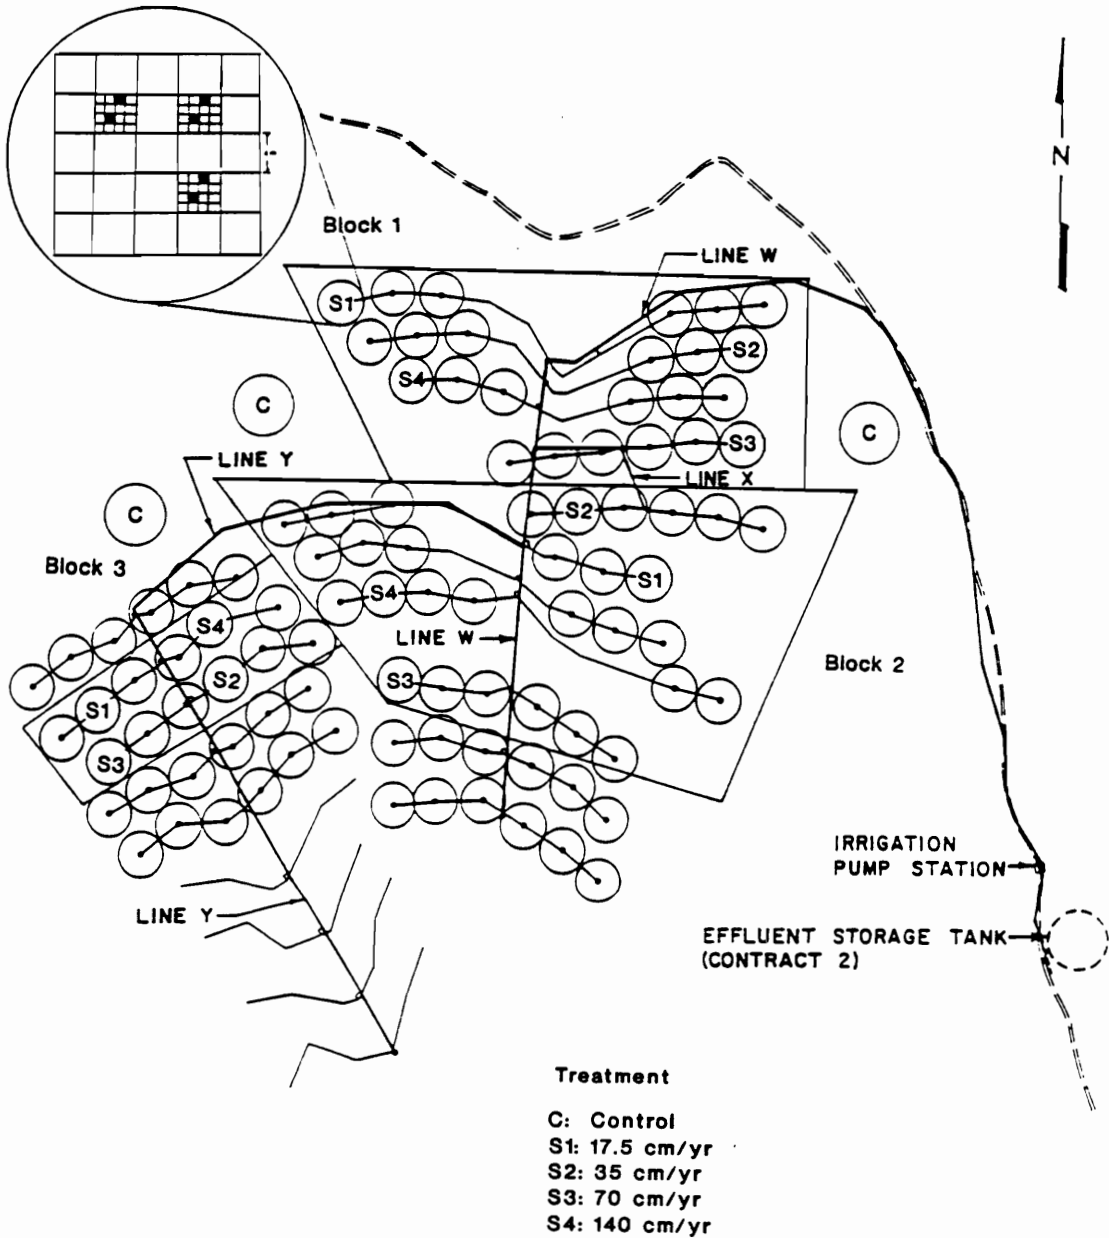 Block 1
N
LINE W
S1
S2
S4
C
C
S3
LINE Y
LINE X
C
S2
Block 3
S1
S4
S4
LINE W
Block 2
S2
S3
S1
S3
IRRIGATION
PUMP STATION
LINE Y
EFFLUENT STORAGE TANK
(CONTRACT 2)
Treatment
C: Control
S1: 17.5 cm/yr
S2: 35 cm/yr
S3: 70 cm/yr
S4: 140 cm/yr